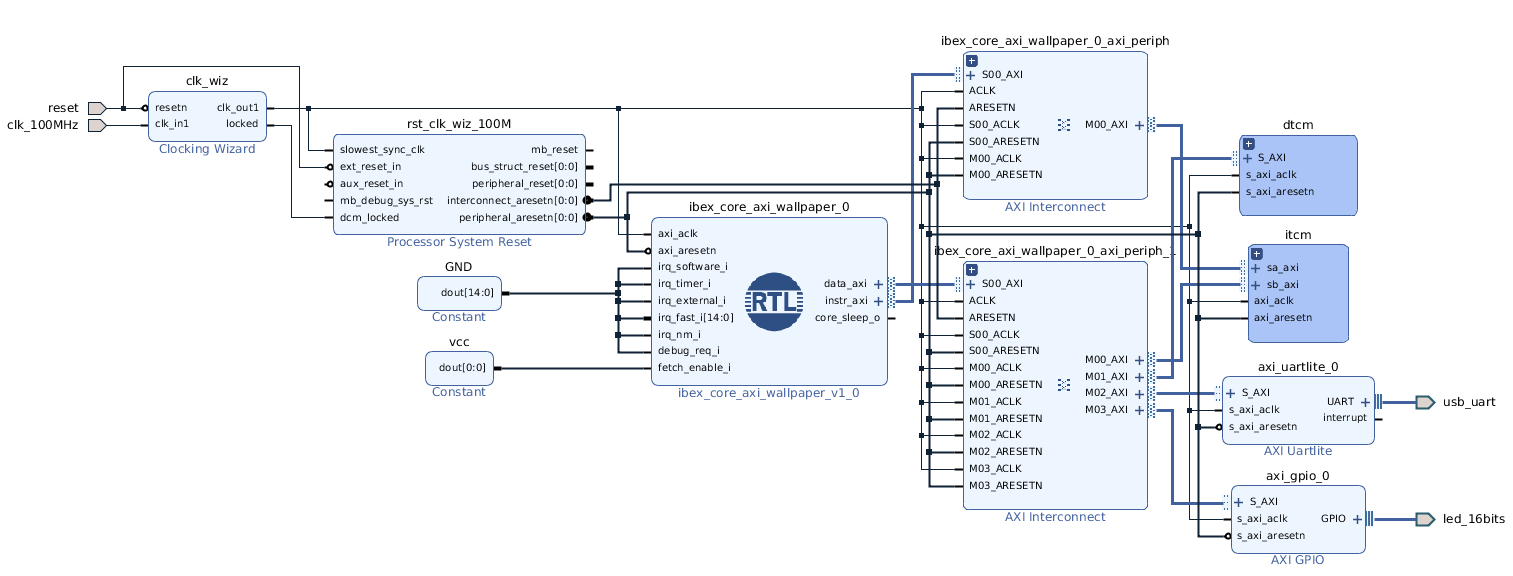 reset
clk_100MHz
clk_wiz
resetn
clk_in1
clk_out1
locked
Clocking Wizard
rst_clk_wiz_100M
slowest_sync_clk
ext_reset_in
aux_reset_in
mb_debug_sys_rst
dcm_locked
mb_reset
bus_struct_reset[0:0]
peripheral_reset[0:0]
interconnect_aresetn[0:0]
peripheral_aresetn[0:0]
Processor System Reset
GND
dout[14:0]
Constant
vcc
dout[0:0]
Constant
ibex_core_axi_wallpaper_0
axi_aclk
axi_aresetn
irq_software_i
irq_timer_i
irq_external_i
irq_fast_i[14:0]
irq_nm_i
debug_req_i
fetch_enable_i
RTL
data_axi
instr_axi
core_sleep_o
ibex_core_axi_wallpaper_v1_0
ibex_core_axi_wallpaper_0_axi_periph
S00_AXI
ACLK
ARESETN
S00_ACLK
S00_ARESETN
M00_ACLK
M00_ARESETN
M00_AXI
AXI Interconnect
ibex_core_axi_wallpaper_0_axi_periph_1
S00_AXI
ACLK
ARESETN
S00_ACLK
S00_ARESETN
M00_ACLK
M00_ARESETN
M01_ACLK
M01_ARESETN
M02_ACLK
M02_ARESETN
M03_ACLK
M03_ARESETN
M00_AXI
M01_AXI
M02_AXI
M03_AXI
AXI Interconnect
dtcm
S_AXI
s_axi_aclk
s_axi_aresetn
itcm
sa_axi
sb_axi
axi_aclk
axi_aresetn
axi_uartlite_0
S_AXI
s_axi_aclk
s_axi_aresetn
UART
interrupt
AXI Uartlite
usb_uart
axi_gpio_0
S_AXI
s_axi_aclk
s_axi_aresetn
GPIO
AXI GPIO
led_16bits